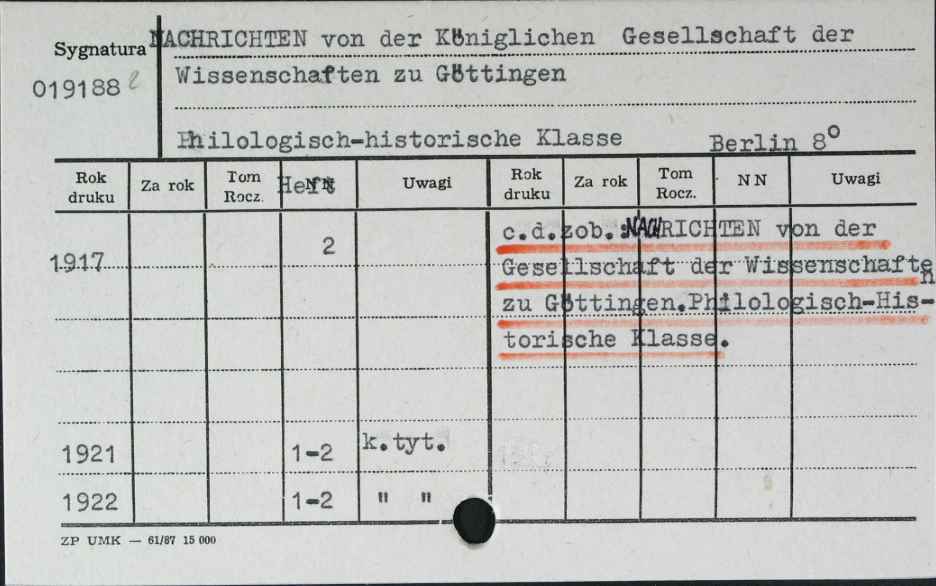 Sygnatura
019188
NACHRICHTEN von der Königlichen Gesellschaft der
Wissenschaften zu Göttingen
Philologisch-historische Klasse Berlin 8⁰
Rok druku Za rok Tom Rocz. Heft Uwagi Rok druku Za rok Tom Rocz. NN Uwagi
c.d.zob.:NACHRICHTEN von der
1917 2
Gesellschaft der Wissenschaften
zu Göttingen.Philologisch-His-
torische Klasse.
1921 1-2 k.tyt.
1922 1-2 " "
ZP UMK — 61/87 15 000